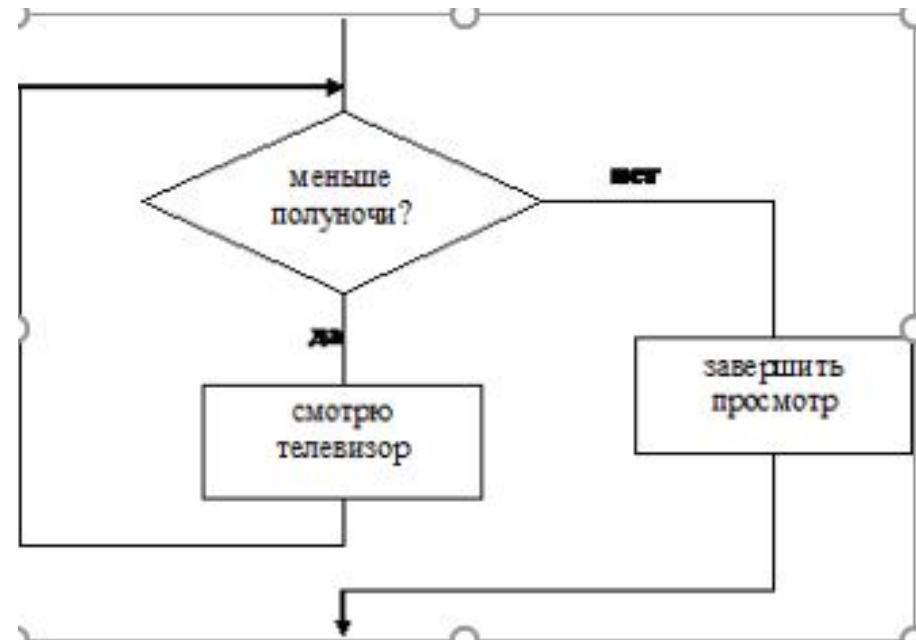 меньше
полуночи?
нет
да
смотрю
телевизор
завершить
просмотр